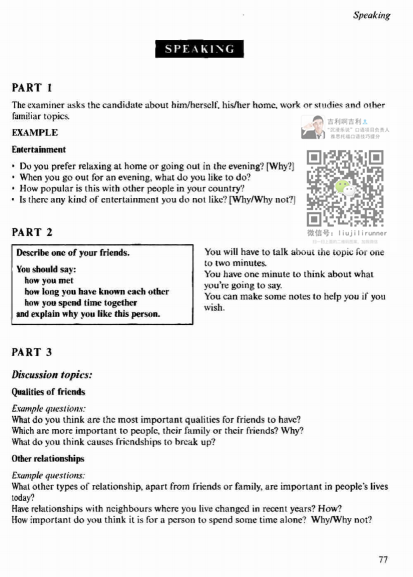 Speaking
SPEAKING
PART 1
The examiner asks the candidate about him/herself, his/her home, work or studies and other
familiar topics.
EXAMPLE
Entertainment
• Do you prefer relaxing at home or going out in the evening? [Why?]
• When you go out for an evening, what do you like to do?
• How popular is this with other people in your country?
• Is there any kind of entertainment you do not like? [Why/Why not?]
吉利啊吉利
微信号: liujilirunner
PART 2
Describe one of your friends.
You should say:
how you met
how long you have known each other
how you spend time together
and explain why you like this person.
You will have to talk about the topic for one
to two minutes.
You have one minute to think about what
you're going to say.
You can make some notes to help you if you
wish.
PART 3
Discussion topics:
Qualities of friends
Example questions:
What do you think are the most important qualities for friends to have?
Which are more important to people, their family or their friends? Why?
What do you think causes friendships to break up?
Other relationships
Example questions:
What other types of relationship, apart from friends or family, are important in people's lives
today?
Have relationships with neighbours where you live changed in recent years? How?
How important do you think it is for a person to spend some time alone? Why/Why not?
77